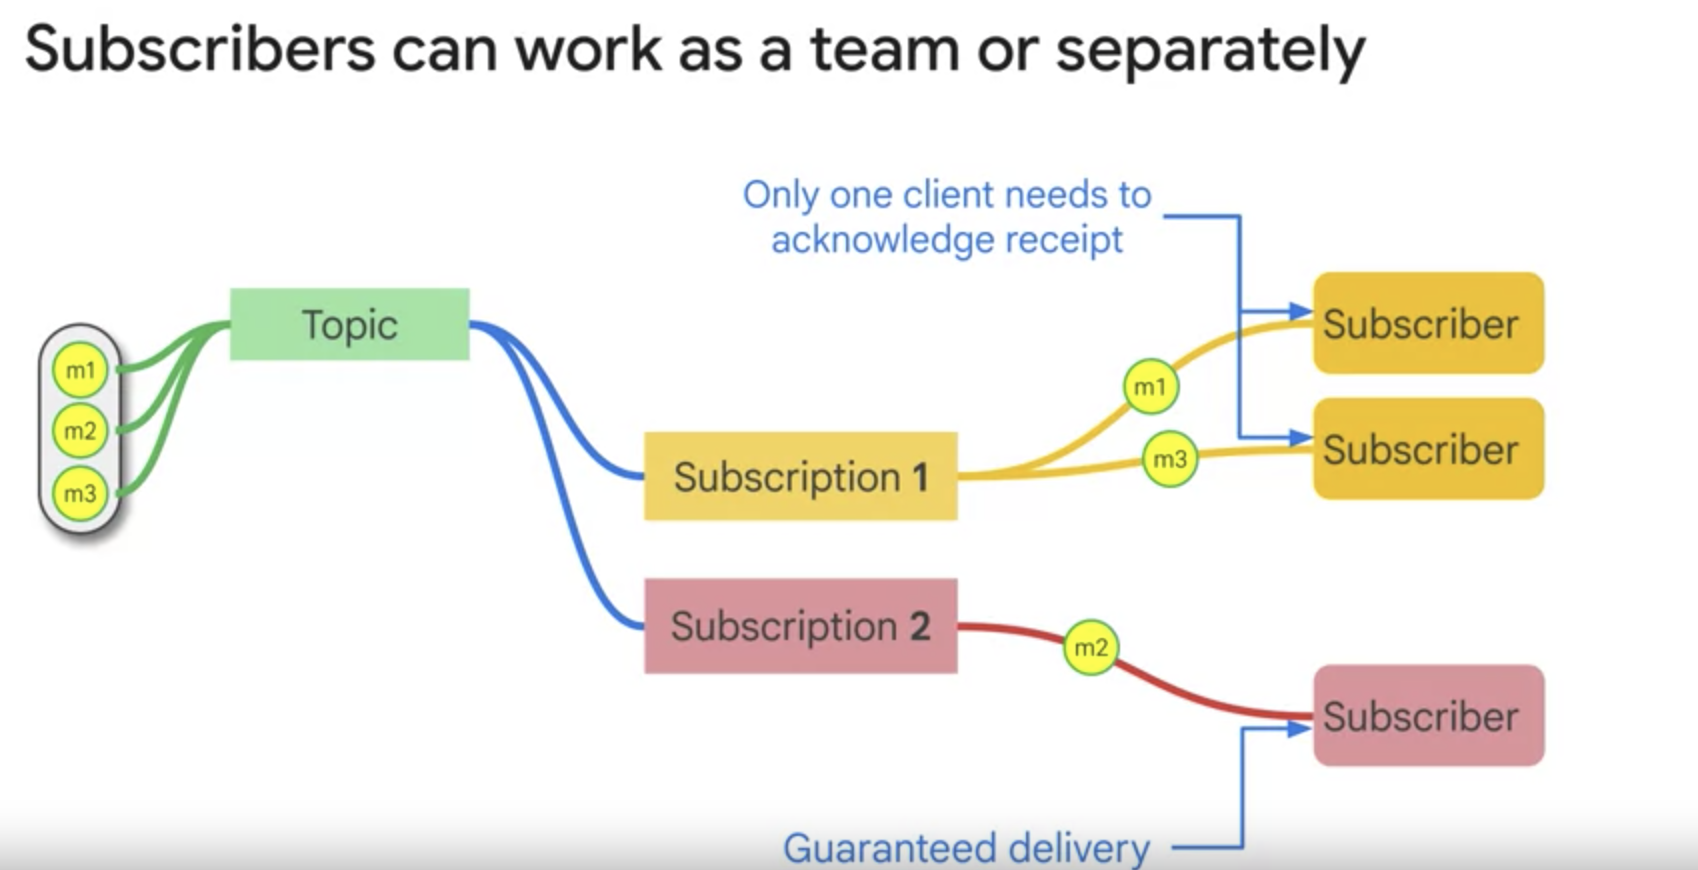 Subscribers can work as a team or separately
Only one client needs to
acknowledge receipt
Topic
Subscriber
m1
m1
m2
m3
Subscriber
m3
Subscription 1
Subscription 2
m2
Subscriber
Guaranteed delivery